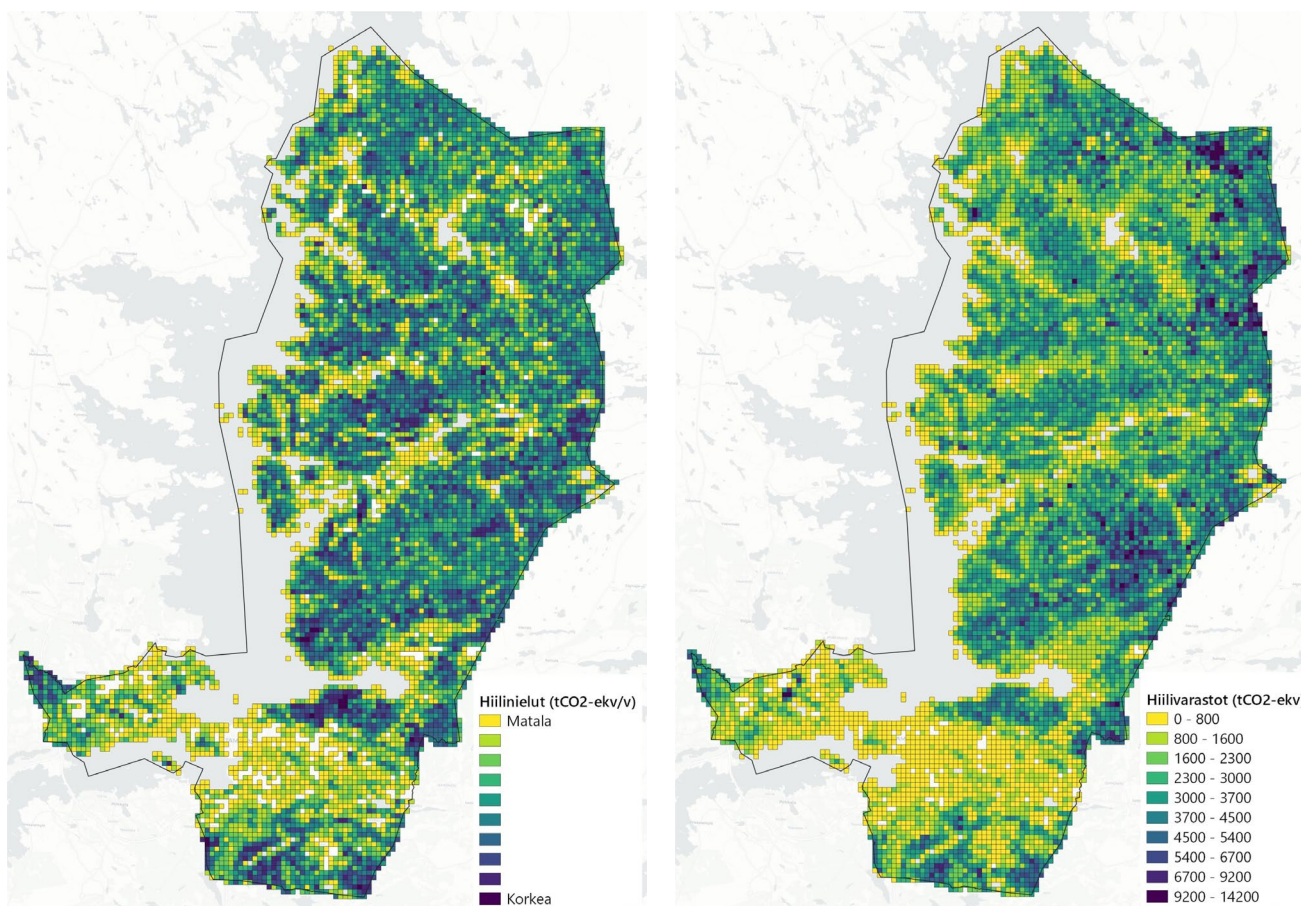 Hiilinielut (tCO2-ekv/v)
Matala
Korkea
Hiilivarastot (tCO2-ekv
0 - 800
800 - 1600
1600 - 2300
2300 - 3000
3000 - 3700
3700 - 4500
4500 - 5400
5400 - 6700
6700 - 9200
9200 - 14200